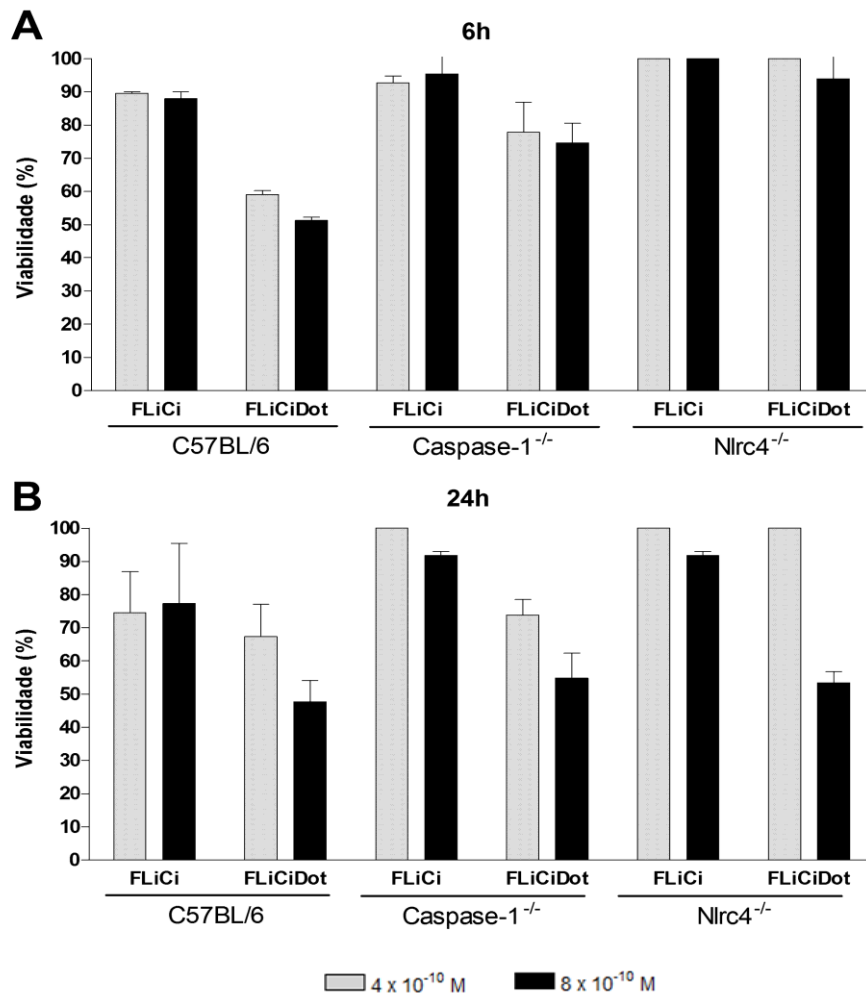 A
6h
Viabilidade (%)
100
90
80
70
60
50
40
30
20
10
0
FLiCi FLiCiDot FLiCi FLiCiDot FLiCi FLiCiDot
C57BL/6 Caspase-1⁻/⁻ Nlrc4⁻/⁻
B
24h
Viabilidade (%)
100
90
80
70
60
50
40
30
20
10
0
FLiCi FLiCiDot FLiCi FLiCiDot FLiCi FLiCiDot
C57BL/6 Caspase-1⁻/⁻ Nlrc4⁻/⁻
4 x 10⁻¹⁰ M 8 x 10⁻¹⁰ M